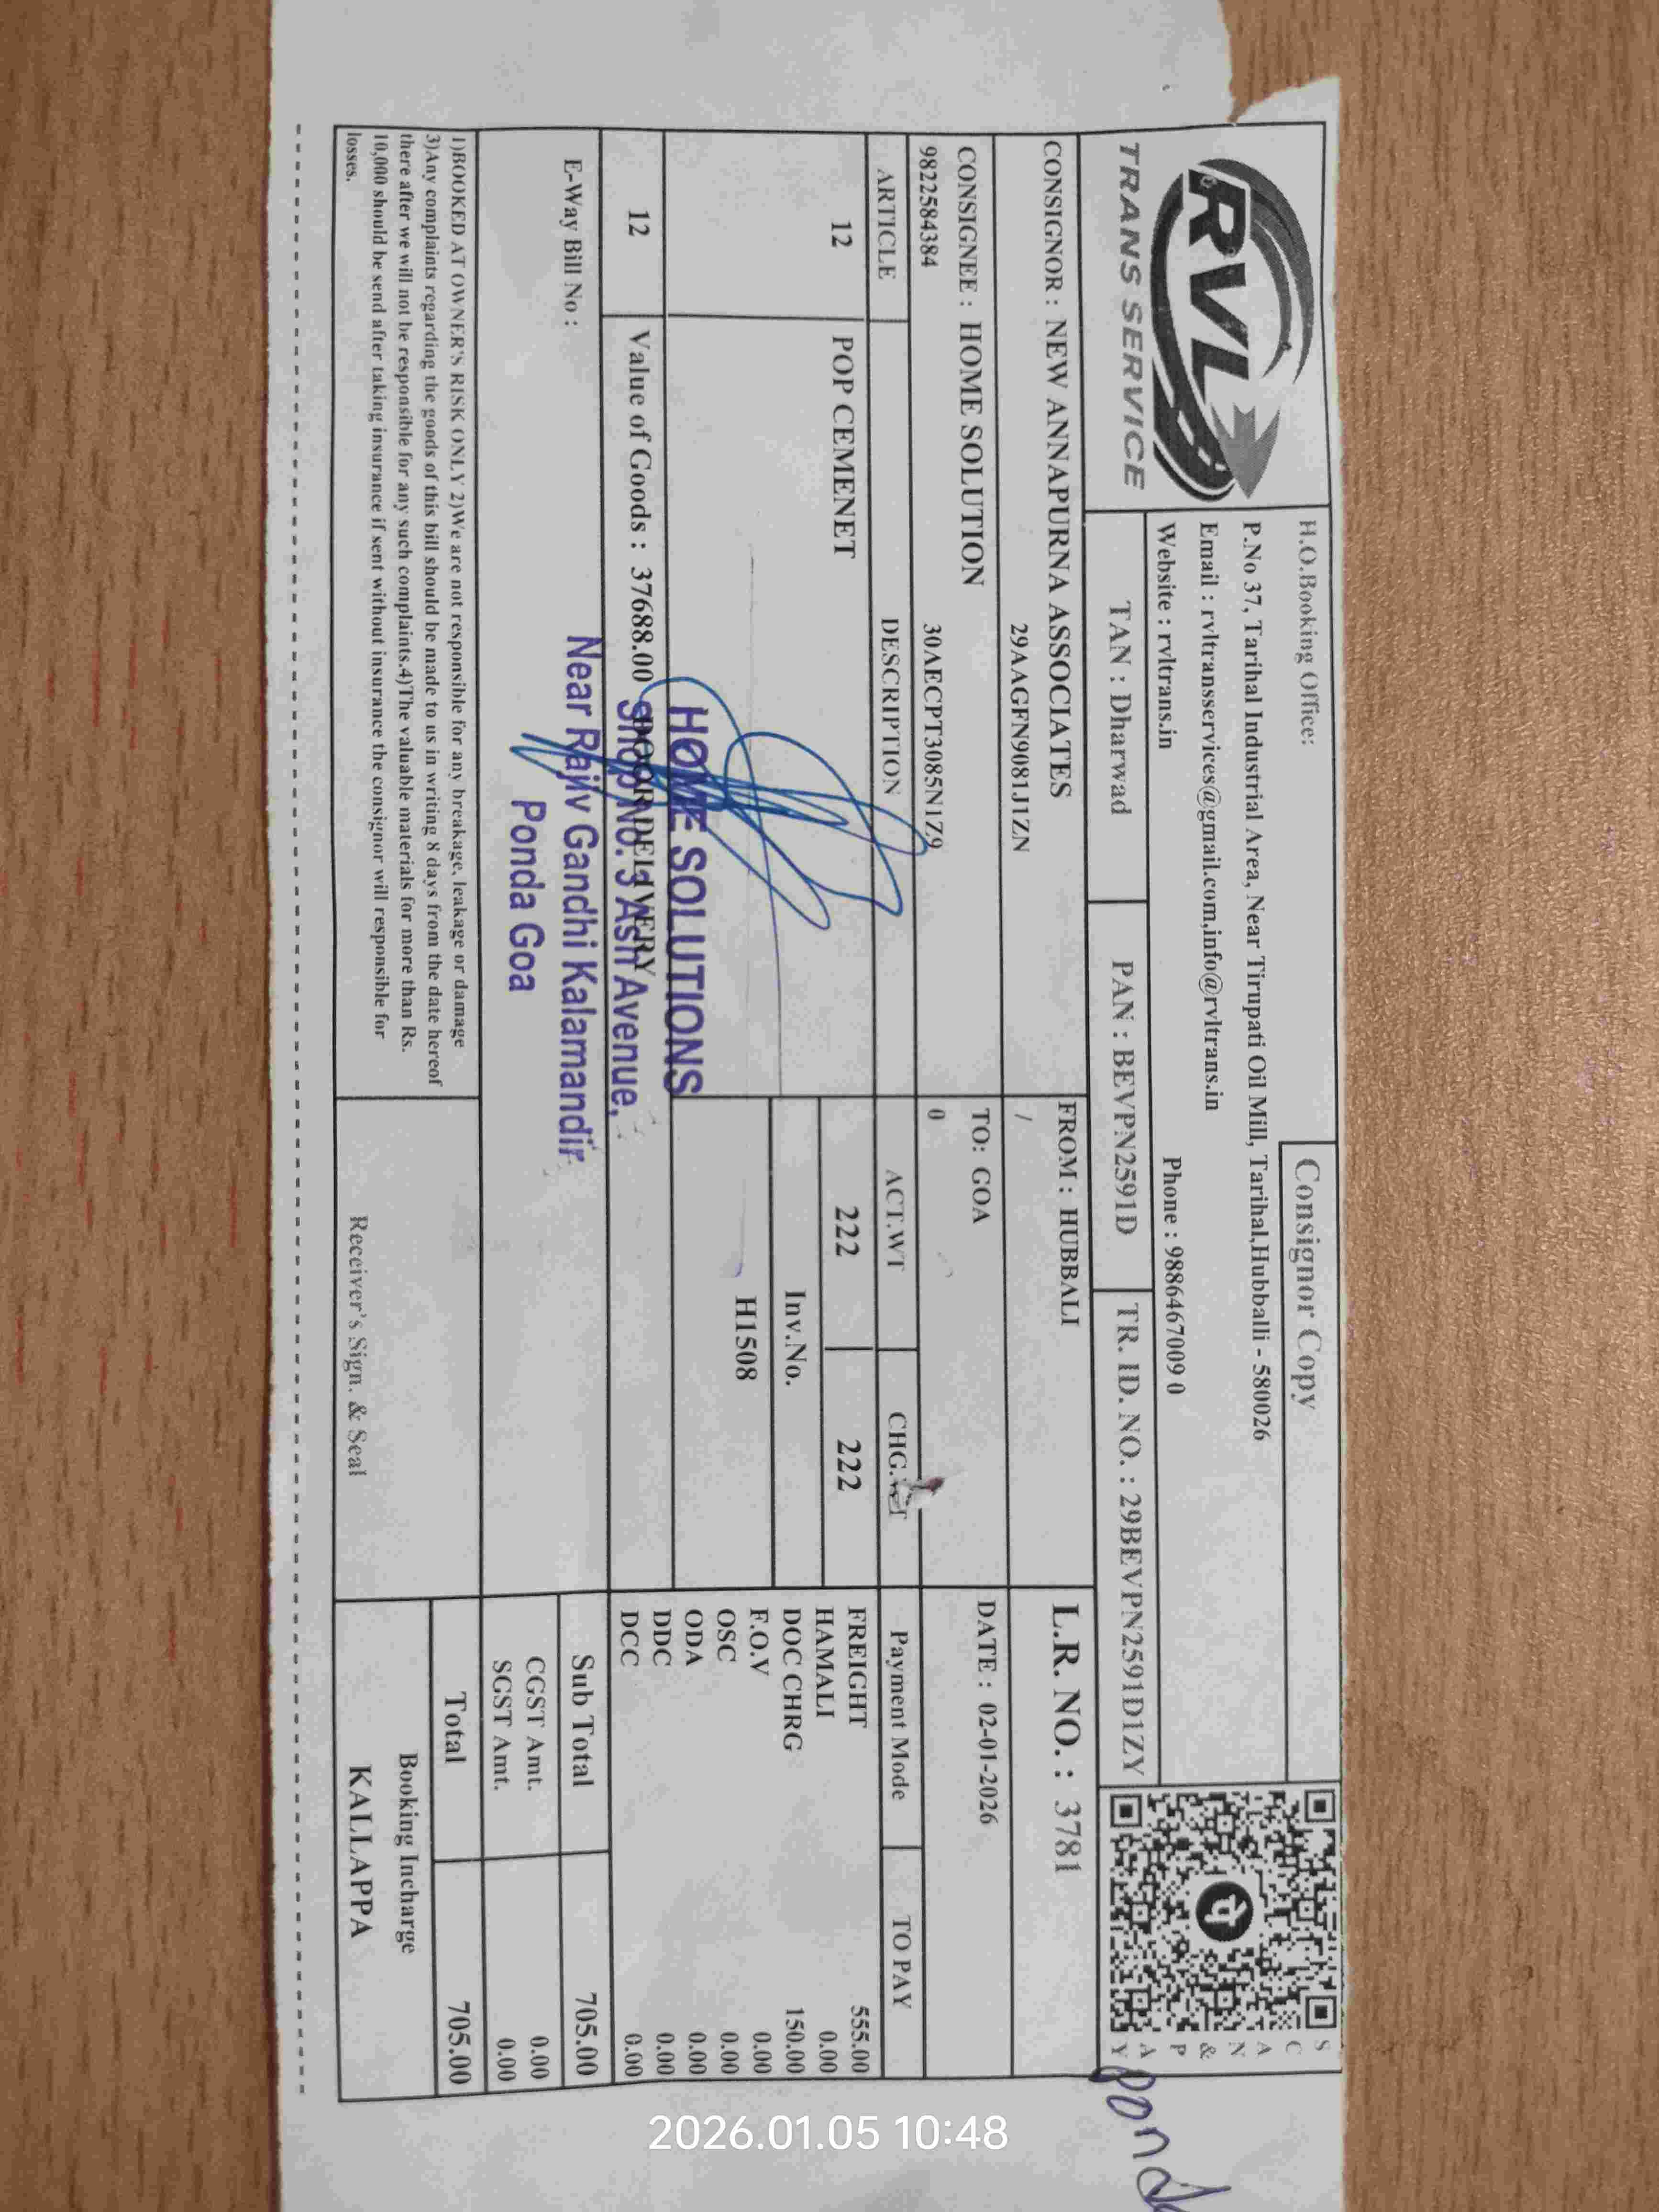 Consignor Copy
RVL
TRANS SERVICE
H.O.Booking Office:
P.No 37, Tarihal Industrial Area, Near Tirupati Oil Mill, Tarihal,Hubballi - 580026
Email : rvltransservices@gmail.com,info@rvltrans.in
Website : rvltrans.in Phone : 9886467009 0
SCAN & PAY
TAN : Dharwad PAN : BEVPN2591D TR. ID. NO. : 29BEVPN2591D1ZY
CONSIGNOR : NEW ANNAPURNA ASSOCIATES FROM : HUBBALI L.R. NO. : 3781
29AAGFN9081J1ZN /
CONSIGNEE : HOME SOLUTION TO: GOA DATE : 02-01-2026
9822584384 30AECPT3085N1Z9 0
ARTICLE DESCRIPTION ACT.WT CHG.WT Payment Mode TO PAY
12 POP CEMENET 222 222 FREIGHT 555.00
HAMALI 0.00
Inv.No. DOC CHRG 150.00
H1508 F.O.V 0.00
OSC 0.00
ODA 0.00
DDC 0.00
12 Value of Goods : 37688.00 DOOR DELIVERY DCC 0.00
HOME SOLUTIONS
Shop No. 3 Ash Avenue,
Near Rajiv Gandhi Kalamandir
Ponda Goa
E-Way Bill No : Sub Total 705.00
CGST Amt. 0.00
SGST Amt. 0.00
1)BOOKED AT OWNER'S RISK ONLY 2)We are not responsible for any breakage, leakage or damage
3)Any complaints regarding the goods of this bill should be made to us in writing 8 days from the date hereof
there after we will not be responsible for any such complaints.4)The valuable materials for more than Rs.
10,000 should be send after taking insurance if sent without insurance the consignor will responsible for
losses.
Total 705.00
Receiver's Sign. & Seal
Booking Incharge
KALLAPPA
2026.01.05 10:48